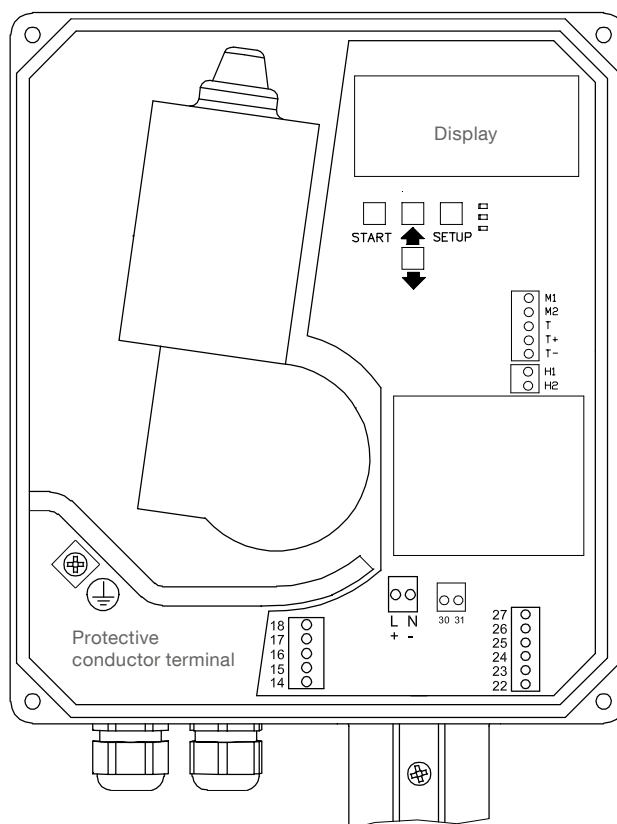 Display
START
SETUP
M1
M2
T
T+
T-
H1
H2
L N
+ -
30 31
18
17
16
15
14
27
26
25
24
23
22
Protective
conductor terminal